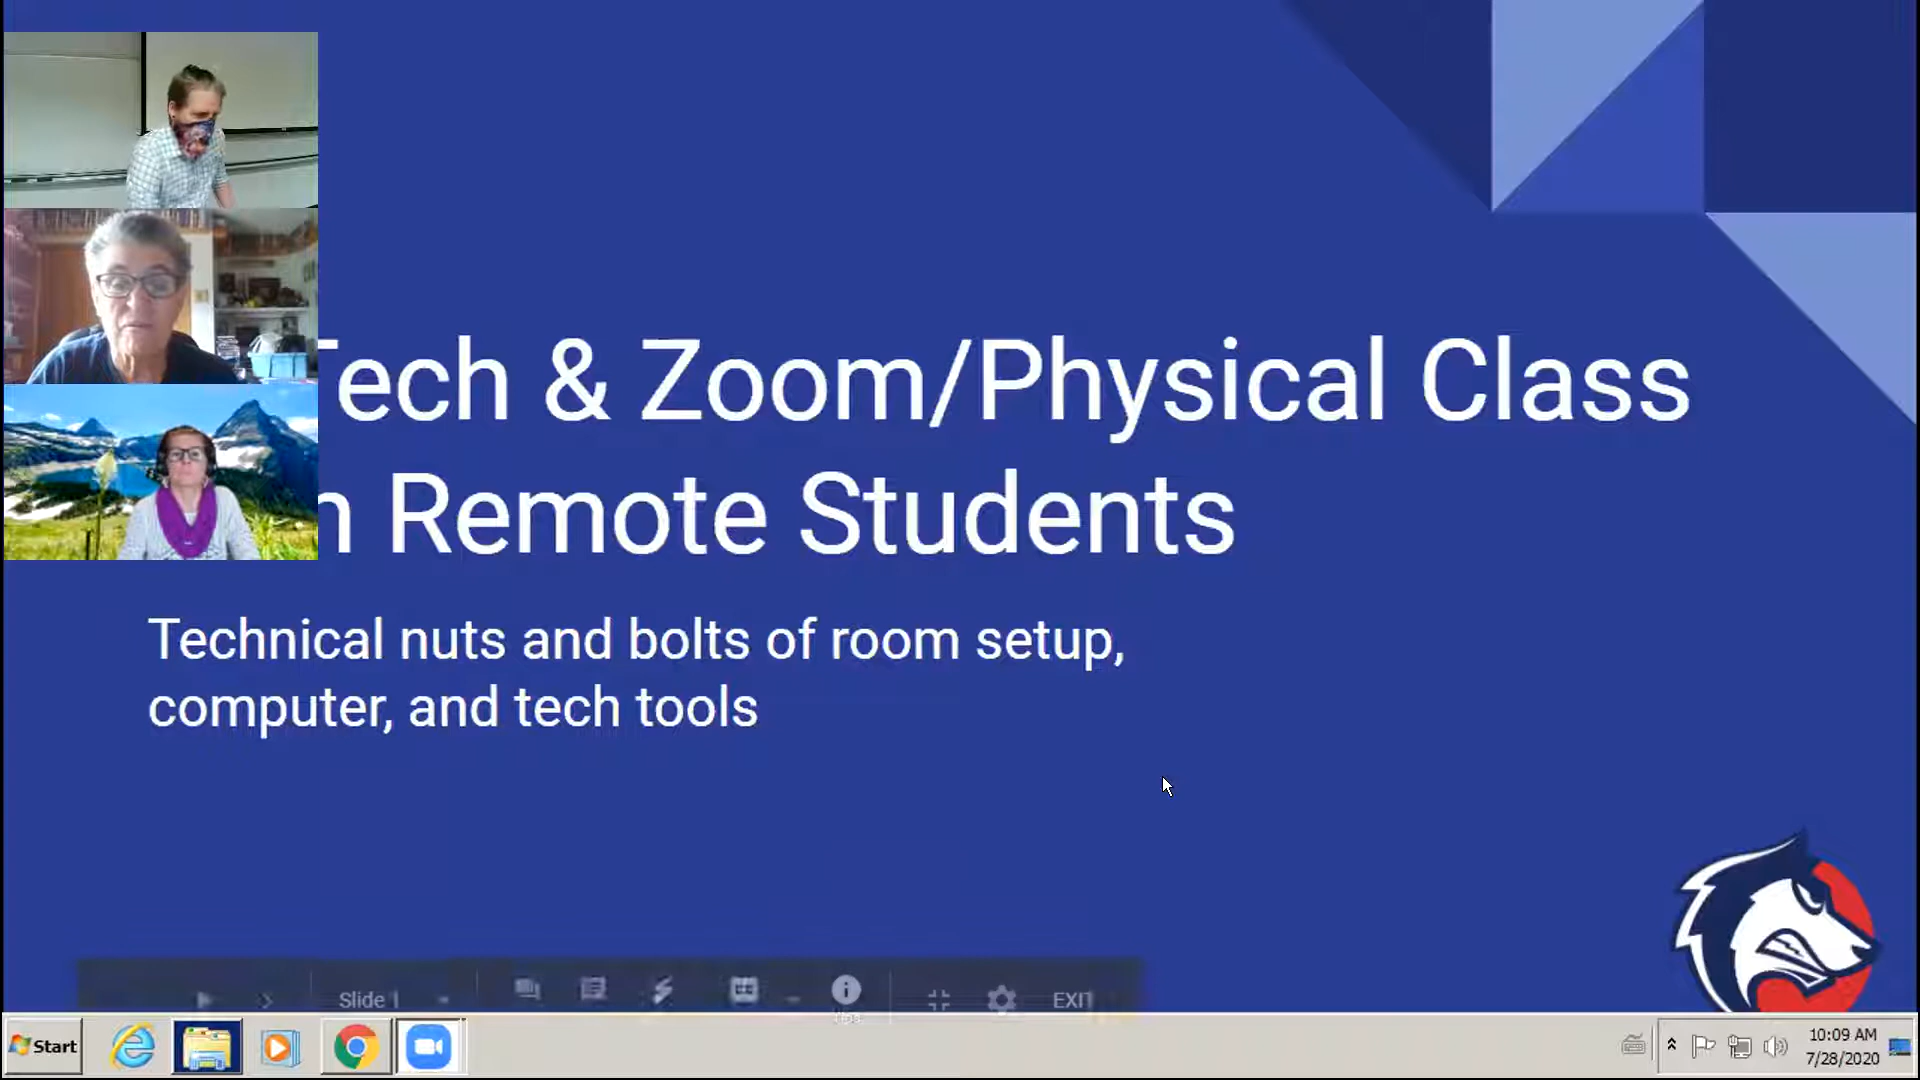 Tech & Zoom/Physical Class
Remote Students
Technical nuts and bolts of room setup,
computer, and tech tools
Slide 1
EXIT
Start
10:09 AM
7/28/2020